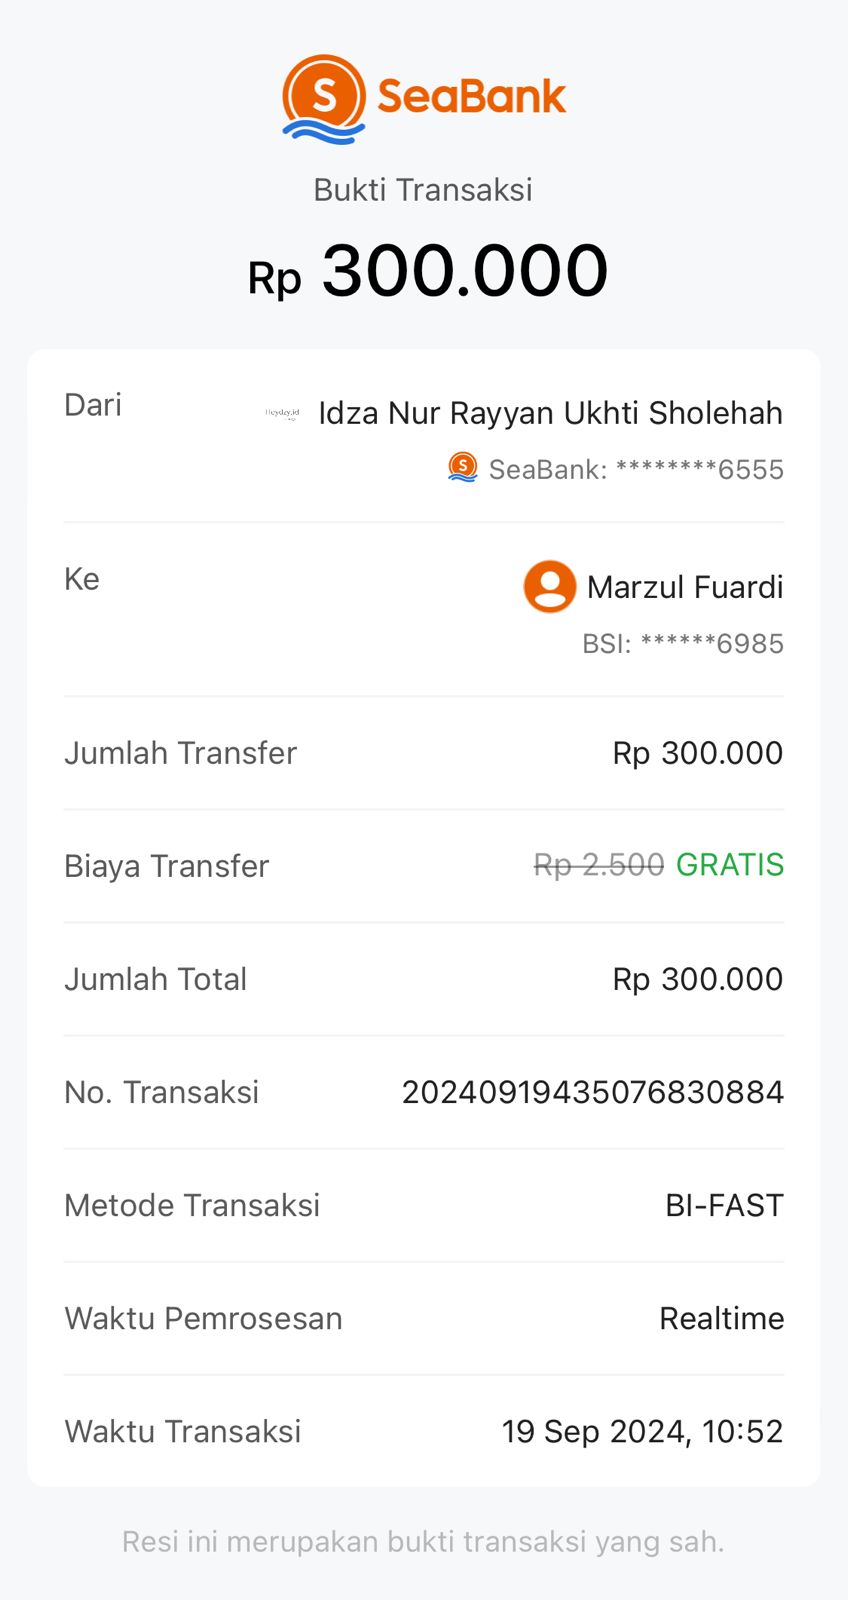 S SeaBank
Bukti Transaksi
Rp 300.000
Dari
Heydzy.id Idza Nur Rayyan Ukhti Sholehah
S SeaBank: ********6555
Ke
Marzul Fuardi
BSI: ******6985
Jumlah Transfer Rp 300.000
Biaya Transfer Rp 2.500 GRATIS
Jumlah Total Rp 300.000
No. Transaksi 20240919435076830884
Metode Transaksi BI-FAST
Waktu Pemrosesan Realtime
Waktu Transaksi 19 Sep 2024, 10:52
Resi ini merupakan bukti transaksi yang sah.